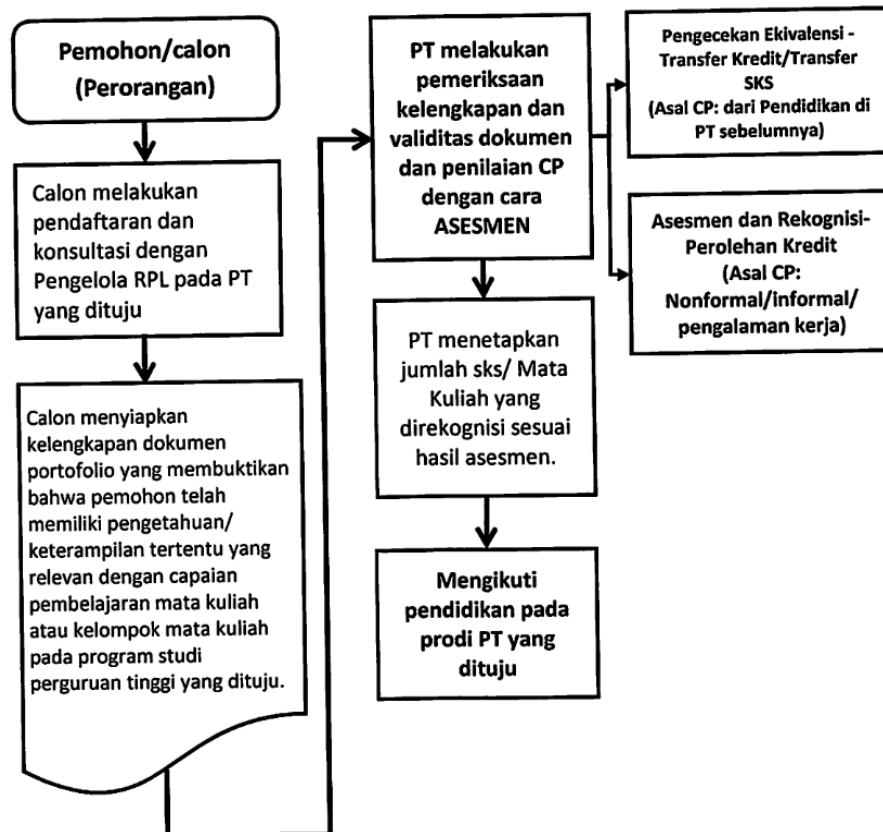 Pemohon/calon
(Perorangan)
Calon melakukan
pendaftaran dan
konsultasi dengan
Pengelola RPL pada PT
yang dituju
Calon menyiapkan
kelengkapan dokumen
portofolio yang membuktikan
bahwa pemohon telah
memiliki pengetahuan/
keterampilan tertentu yang
relevan dengan capaian
pembelajaran mata kuliah
atau kelompok mata kuliah
pada program studi
perguruan tinggi yang dituju.
PT melakukan
pemeriksaan
kelengkapan dan
validitas dokumen
dan penilaian CP
dengan cara
ASESMEN
Pengecekan Ekivalensi -
Transfer Kredit/Transfer
SKS
(Asal CP: dari Pendidikan di
PT sebelumnya)
Asesmen dan Rekognisi-
Perolehan Kredit
(Asal CP:
Nonformal/informal/
pengalaman kerja)
PT menetapkan
jumlah sks/ Mata
Kuliah yang
direkognisi sesuai
hasil asesmen.
Mengikuti
pendidikan pada
prodi PT yang
dituju